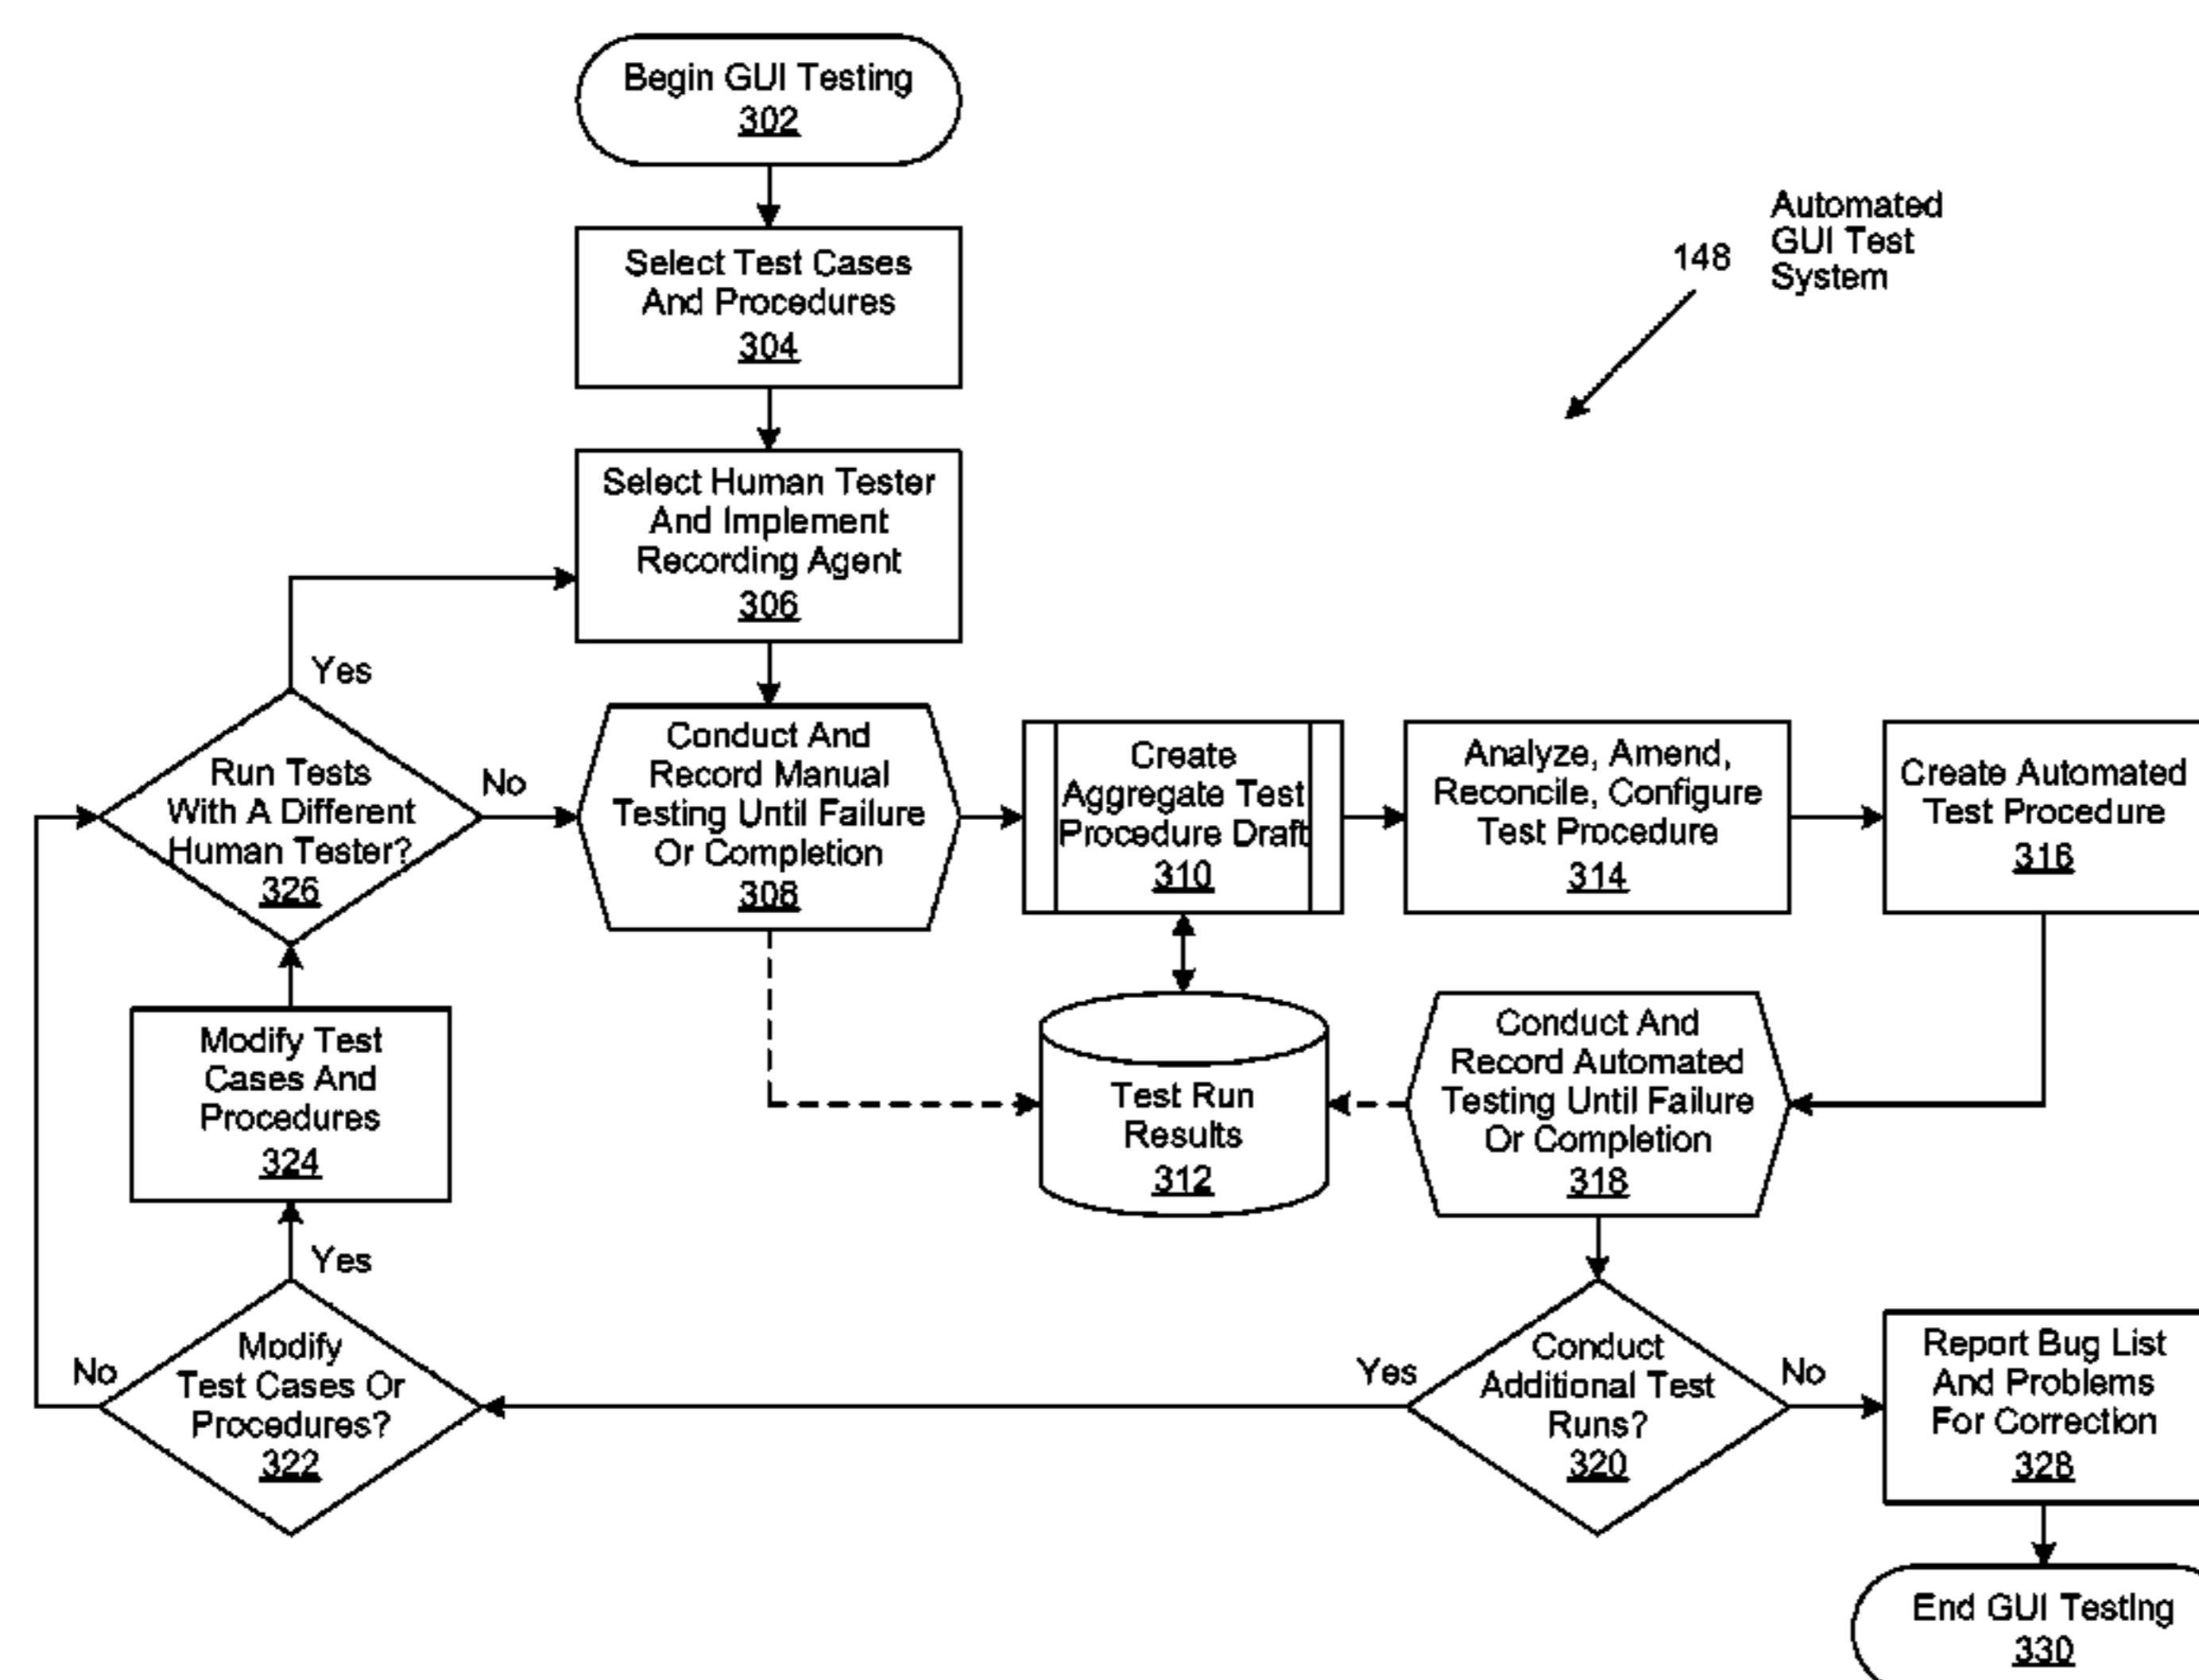 Begin GUI Testing
302
Automated
GUI Test
System
148
Select Test Cases
And Procedures
304
Select Human Tester
And Implement
Recording Agent
306
Yes
Run Tests
With A Different
Human Tester?
326
No
Conduct And
Record Manual
Testing Until Failure
Or Completion
308
Create
Aggregate Test
Procedure Draft
310
Analyze, Amend,
Reconcile, Configure
Test Procedure
314
Create Automated
Test Procedure
316
Modify Test
Cases And
Procedures
324
Test Run
Results
312
Conduct And
Record Automated
Testing Until Failure
Or Completion
318
Yes
No
Modify
Test Cases Or
Procedures?
322
Yes
Conduct
Additional Test
Runs?
320
No
Report Bug List
And Problems
For Correction
328
End GUI Testing
330